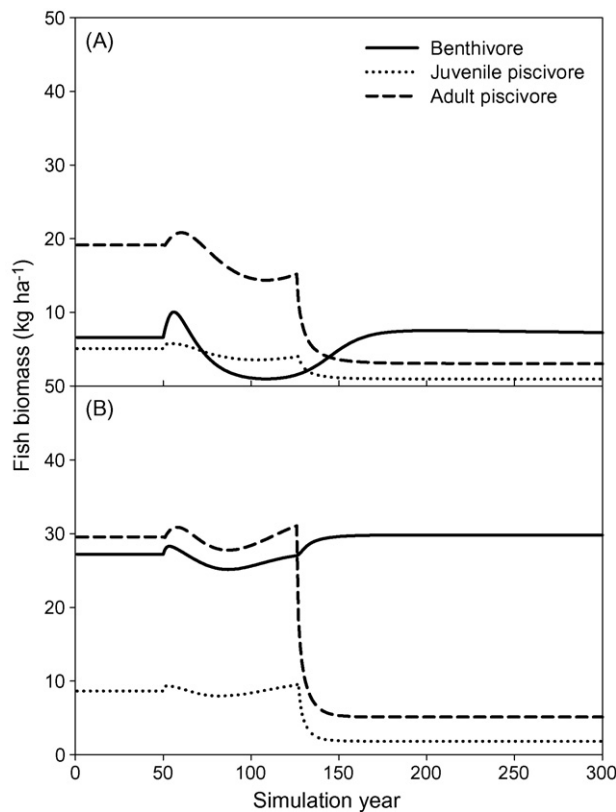 50
(A)
Benthivore
Juvenile piscivore
Adult piscivore
40
30
20
10
Fish biomass (kg ha⁻¹)
50
(B)
40
30
20
10
0
0 50 100 150 200 250 300
Simulation year